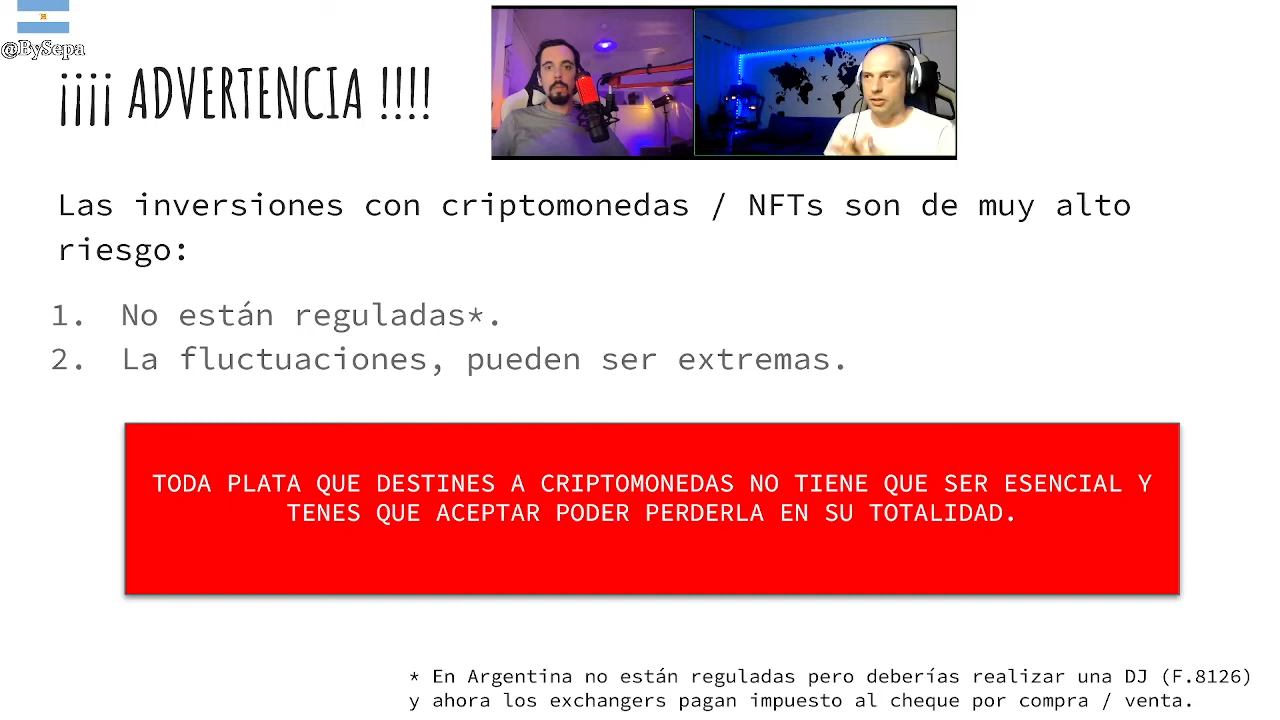 @BySepa
¡¡¡¡ ADVERTENCIA !!!!
Las inversiones con criptomonedas / NFTs son de muy alto
riesgo:
1. No están reguladas*.
2. La fluctuaciones, pueden ser extremas.
TODA PLATA QUE DESTINES A CRIPTOMONEDAS NO TIENE QUE SER ESENCIAL Y
TENES QUE ACEPTAR PODER PERDERLA EN SU TOTALIDAD.
* En Argentina no están reguladas pero deberías realizar una DJ (F.8126)
y ahora los exchangers pagan impuesto al cheque por compra / venta.